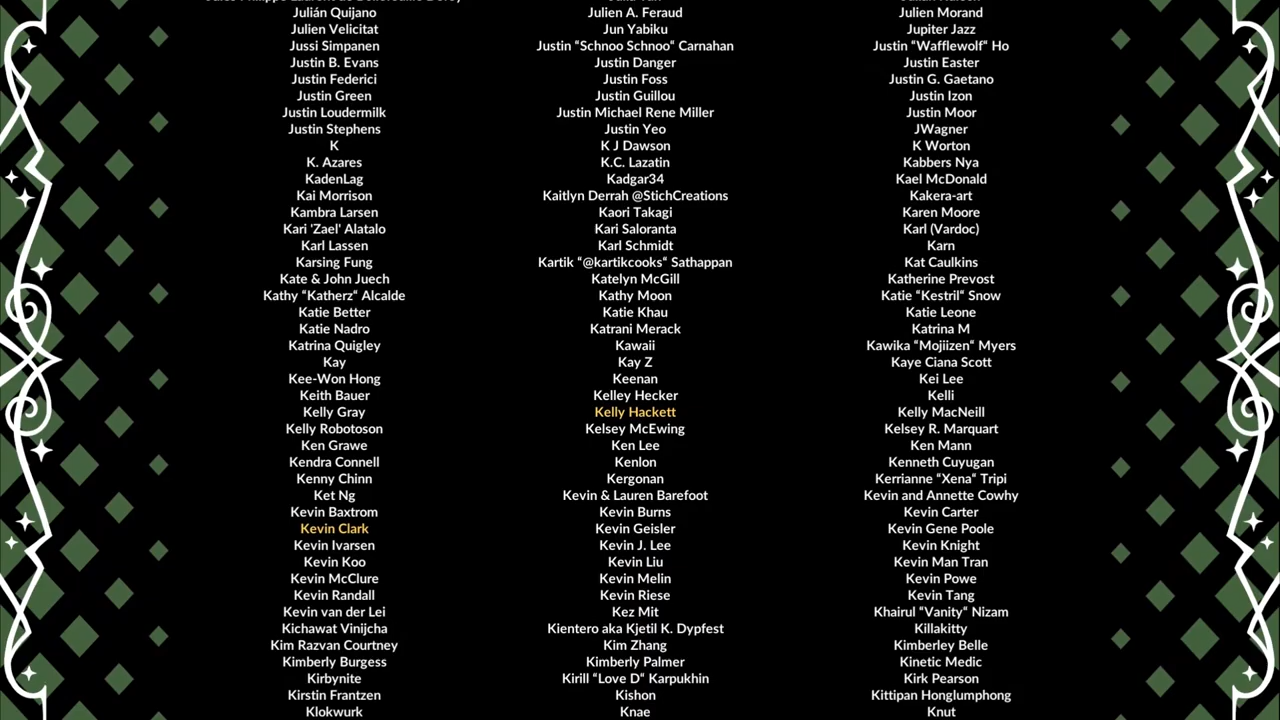 Julián Quijano Julien A. Feraud Julien Morand
Julien Velicitat Jun Yabiku Jupiter Jazz
Jussi Simpanen Justin “Schnoo Schnoo“ Carnahan Justin “Wafflewolf“ Ho
Justin B. Evans Justin Danger Justin Easter
Justin Federici Justin Foss Justin G. Gaetano
Justin Green Justin Guillou Justin Izon
Justin Loudermilk Justin Michael Rene Miller Justin Moor
Justin Stephens Justin Yeo JWagner
K K J Dawson K Worton
K. Azares K.C. Lazatin Kabbers Nya
KadenLag Kadgar34 Kael McDonald
Kai Morrison Kaitlyn Derrah @StichCreations Kakera-art
Kambra Larsen Kaori Takagi Karen Moore
Kari 'Zael' Alatalo Kari Saloranta Karl (Vardoc)
Karl Lassen Karl Schmidt Karn
Karsing Fung Kartik “@kartikcooks“ Sathappan Kat Caulkins
Kate & John Juech Katelyn McGill Katherine Prevost
Kathy “Katherz“ Alcalde Kathy Moon Katie “Kestril“ Snow
Katie Better Katie Khau Katie Leone
Katie Nadro Katrani Merack Katrina M
Katrina Quigley Kawaii Kawika “Mojiizen“ Myers
Kay Kay Z Kaye Ciana Scott
Kee-Won Hong Keenan Kei Lee
Keith Bauer Kelley Hecker Kelli
Kelly Gray Kelly Hackett Kelly MacNeill
Kelly Robotoson Kelsey McEwing Kelsey R. Marquart
Ken Grawe Ken Lee Ken Mann
Kendra Connell Kenlon Kenneth Cuyugan
Kenny Chinn Kergonan Kerrianne “Xena“ Tripi
Ket Ng Kevin & Lauren Barefoot Kevin and Annette Cowhy
Kevin Baxtrom Kevin Burns Kevin Carter
Kevin Clark Kevin Geisler Kevin Gene Poole
Kevin Ivarsen Kevin J. Lee Kevin Knight
Kevin Koo Kevin Liu Kevin Man Tran
Kevin McClure Kevin Melin Kevin Powe
Kevin Randall Kevin Riese Kevin Tang
Kevin van der Lei Kez Mit Khairul “Vanity“ Nizam
Kichawat Vinijcha Kientero aka Kjetil K. Dypfest Killakitty
Kim Razvan Courtney Kim Zhang Kimberley Belle
Kimberly Burgess Kimberly Palmer Kinetic Medic
Kirbynite Kirill “Love D“ Karpukhin Kirk Pearson
Kirstin Frantzen Kishon Kittipan Honglumphong
Klokwurk Knae Knut